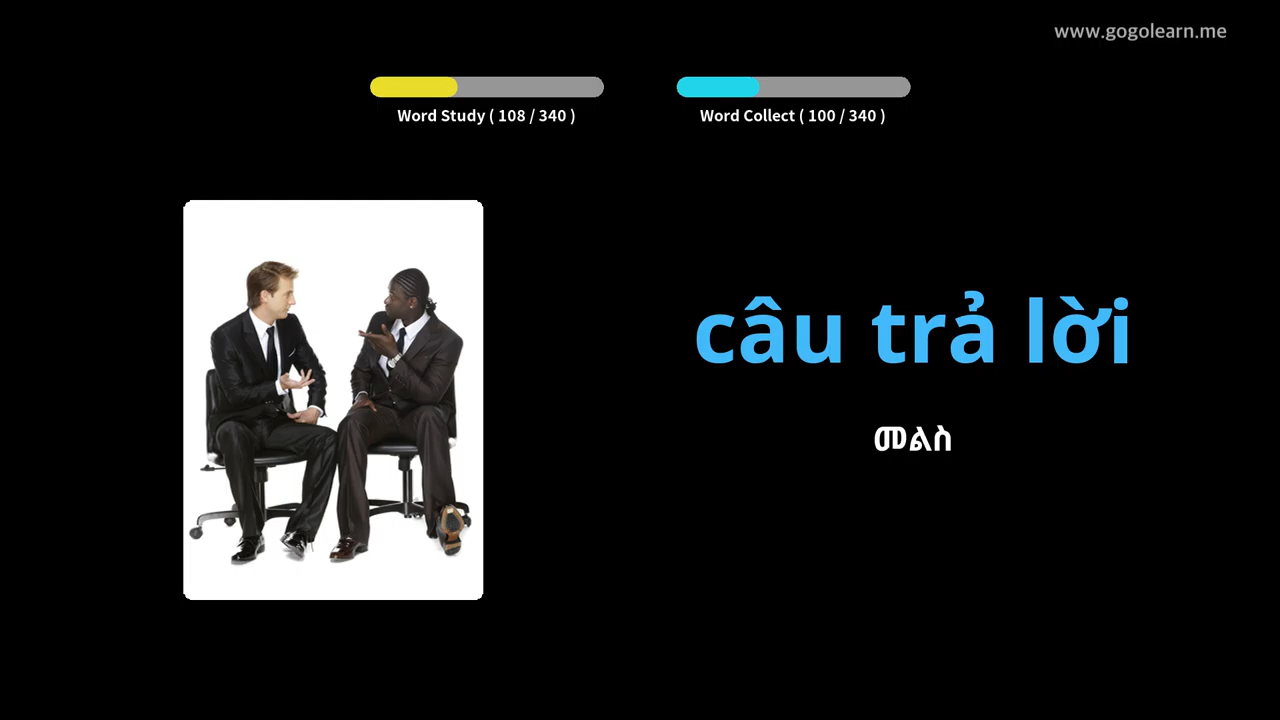 www.gogolearn.me
Word Study ( 108 / 340 )
Word Collect ( 100 / 340 )
câu trả lời
መልስ